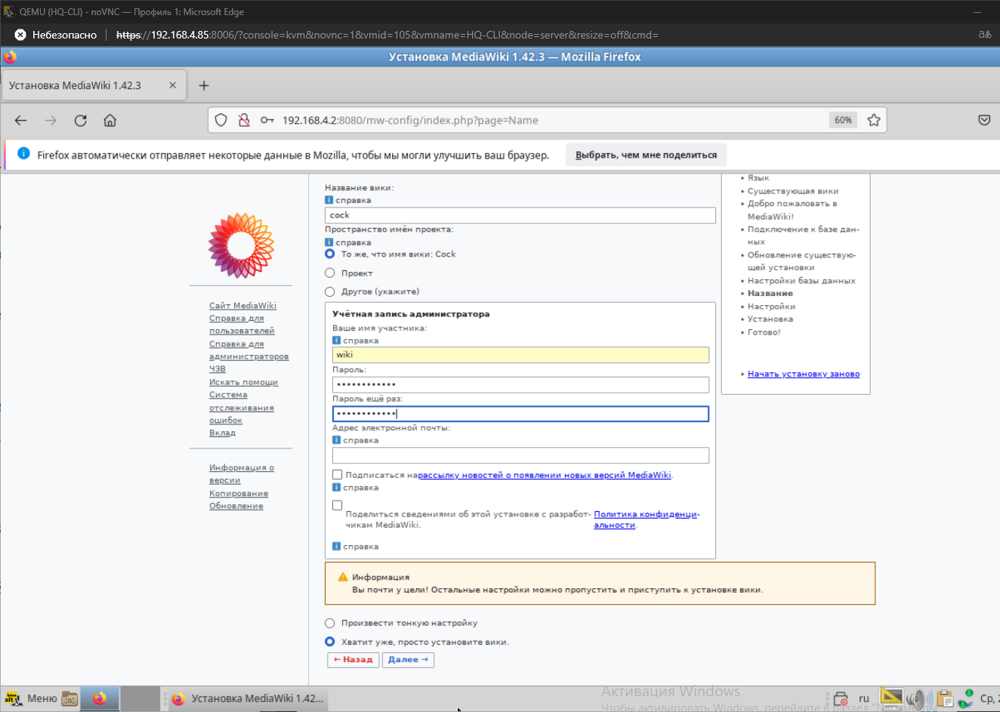 QEMU (HQ-CLI) - noVNC — Профиль 1: Microsoft Edge
Небезопасно https://192.168.4.85:8006/?console=kvm&novnc=1&vmid=105&vmname=HQ-CLI&node=server&resize=off&cmd=
Установка MediaWiki 1.42.3 — Mozilla Firefox
Установка MediaWiki 1.42.3
192.168.4.2:8080/mw-config/index.php?page=Name
60%
Firefox автоматически отправляет некоторые данные в Mozilla, чтобы мы могли улучшить ваш браузер.
Выбрать, чем мне поделиться
Сайт MediaWiki
Справка для
пользователей
Справка для
администраторов
ЧЗВ
Искать помощи
Система
отслеживания
ошибок
Вклад
Информация о
версии
Копирование
Обновление
Название вики:
справка
cock
Пространство имён проекта:
справка
То же, что имя вики: Cock
Проект
Другое (укажите)
Учётная запись администратора
Ваше имя участника:
справка
wiki
Пароль:
••••••••••••
Пароль ещё раз:
••••••••••••
Адрес электронной почты:
справка
Подписаться нарассылку новостей о появлении новых версий MediaWiki.
справка
Поделиться сведениями об этой установке с разработ-
чикам MediaWiki.
Политика конфиденци-
альности.
справка
Информация
Вы почти у цели! Остальные настройки можно пропустить и приступить к установке вики.
Произвести тонкую настройку
Хватит уже, просто установите вики.
← Назад
Далее →
• Язык
• Существующая вики
• Добро пожаловать в
MediaWiki!
• Подключение к базе дан-
ных
• Обновление существую-
щей установки
• Настройки базы данных
• Название
• Настройки
• Установка
• Готово!
• Начать установку заново
Активация Windows
Чтобы активировать Windows, перейдите в раздел "Параметры
Меню
Установка MediaWiki 1.42...
ru
Ср, 2